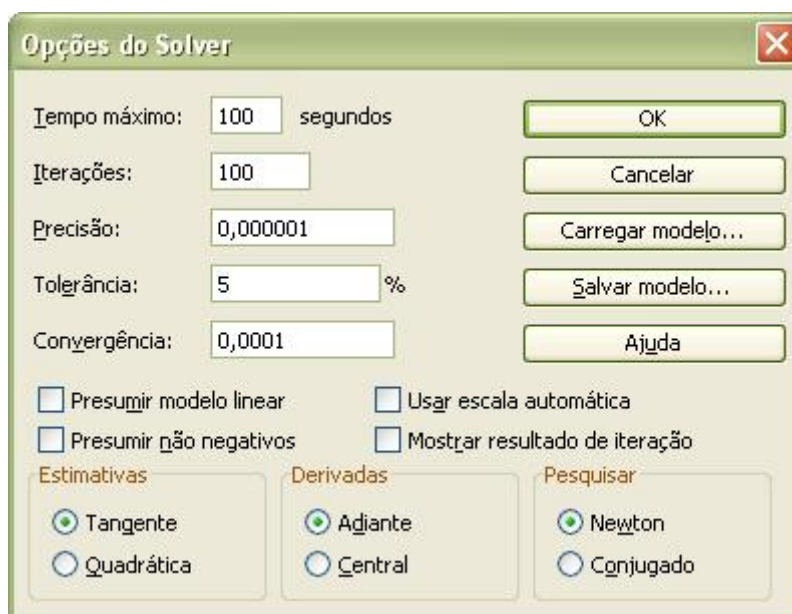 Opções do Solver
Tempo máximo: 100 segundos OK
Iterações: 100 Cancelar
Precisão: 0,000001 Carregar modelo...
Tolerância: 5 % Salvar modelo...
Convergência: 0,0001 Ajuda
Presumir modelo linear Usar escala automática
Presumir não negativos Mostrar resultado de iteração
Estimativas Derivadas Pesquisar
Tangente Adiante Newton
Quadrática Central Conjugado